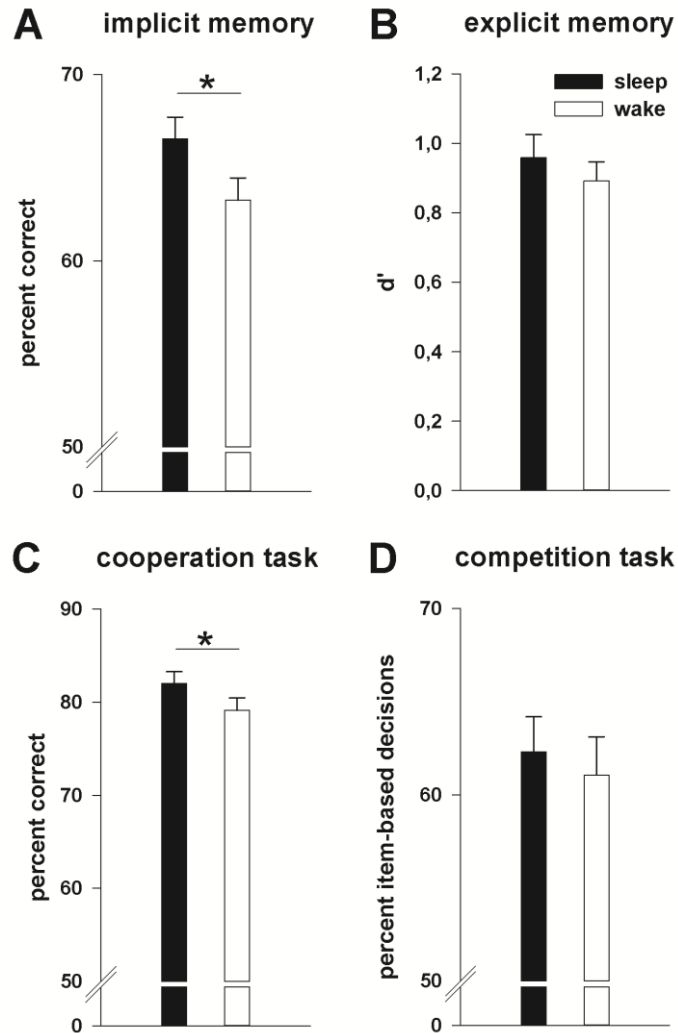 A implicit memory
70
60
50
0
percent correct
*
B explicit memory
1,2
1,0
0,8
0,6
0,4
0,2
0,0
d'
sleep
wake
C cooperation task
90
80
70
60
50
0
percent correct
*
D competition task
70
60
50
0
percent item-based decisions